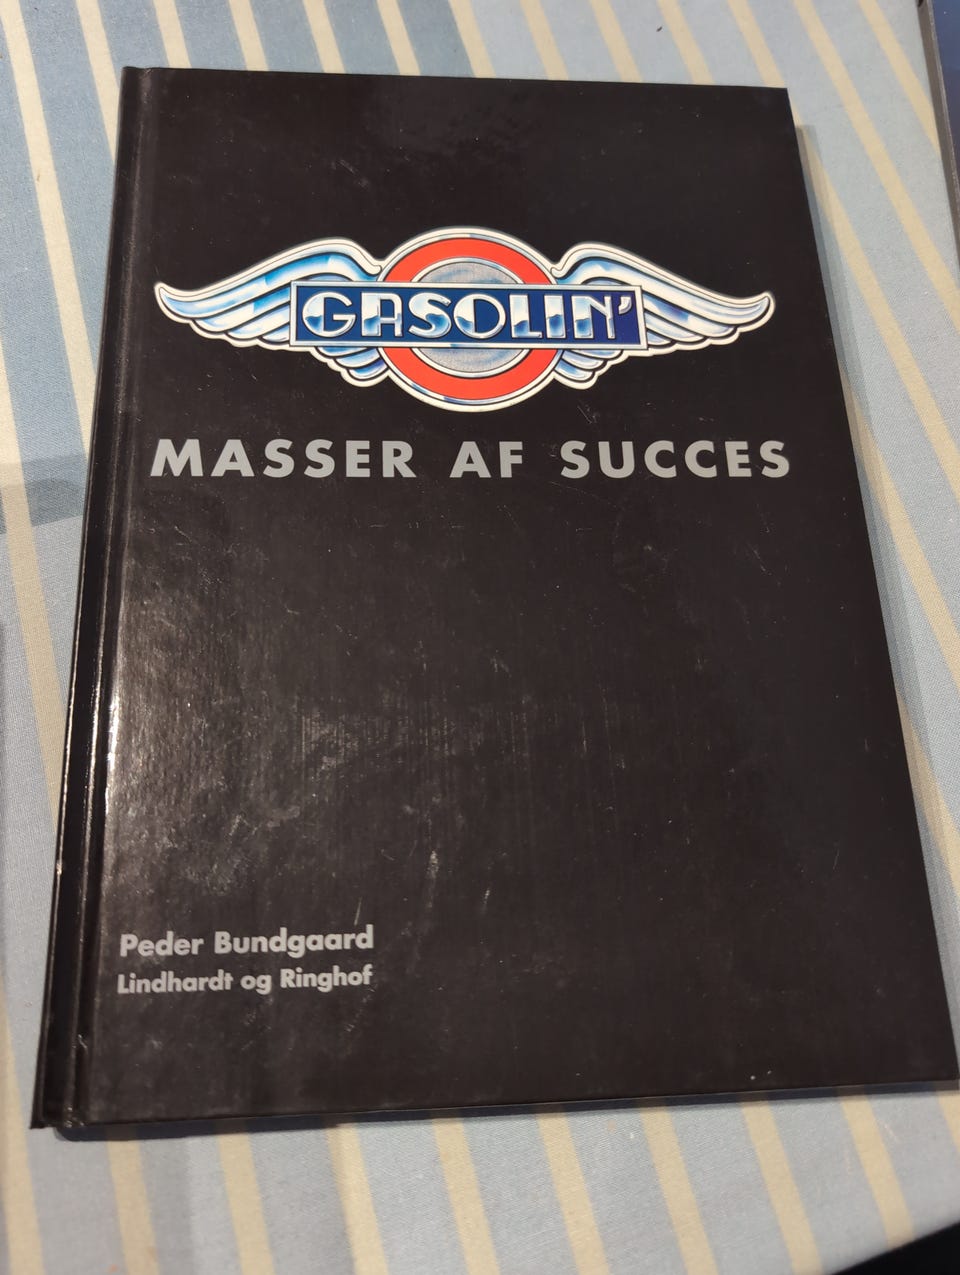 GASOLIN'
MASSER AF SUCCES
Peder Bundgaard
Lindhardt og Ringhof